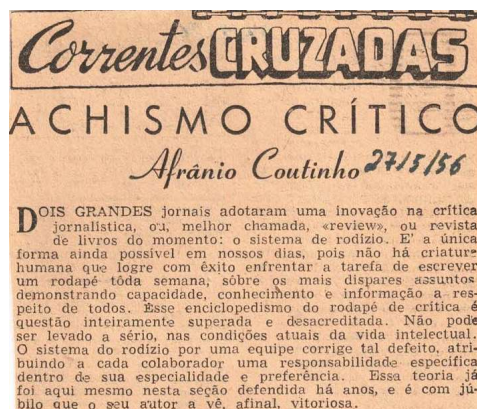 Correntes CRUZADAS
ACHISMO CRÍTICO
Afrânio Coutinho 27/5/56
DOIS GRANDES jornais adotaram uma inovação na crítica
jornalística, ou, melhor chamada, «review», ou revista
de livros do momento: o sistema de rodízio. E' a única
forma ainda possível em nossos dias, pois não há criatura
humana que logre com êxito enfrentar a tarefa de escrever
um rodapé tôda semana, sôbre os mais dispares assuntos
demonstrando capacidade, conhecimento e informação a res-
peito de todos. Esse enciclopedismo do rodapé de crítica é
questão inteiramente superada e desacreditada. Não pode
ser levado a sério, nas condições atuais da vida intelectual.
O sistema do rodízio por uma equipe corrige tal defeito, atri-
buindo a cada colaborador uma responsabilidade específica
dentro de sua especialidade e preferência. Essa teoria já
foi aqui mesmo nesta seção defendida há anos, e é com jú-
bilo que o seu autor a vê, afinal, vitoriosa.